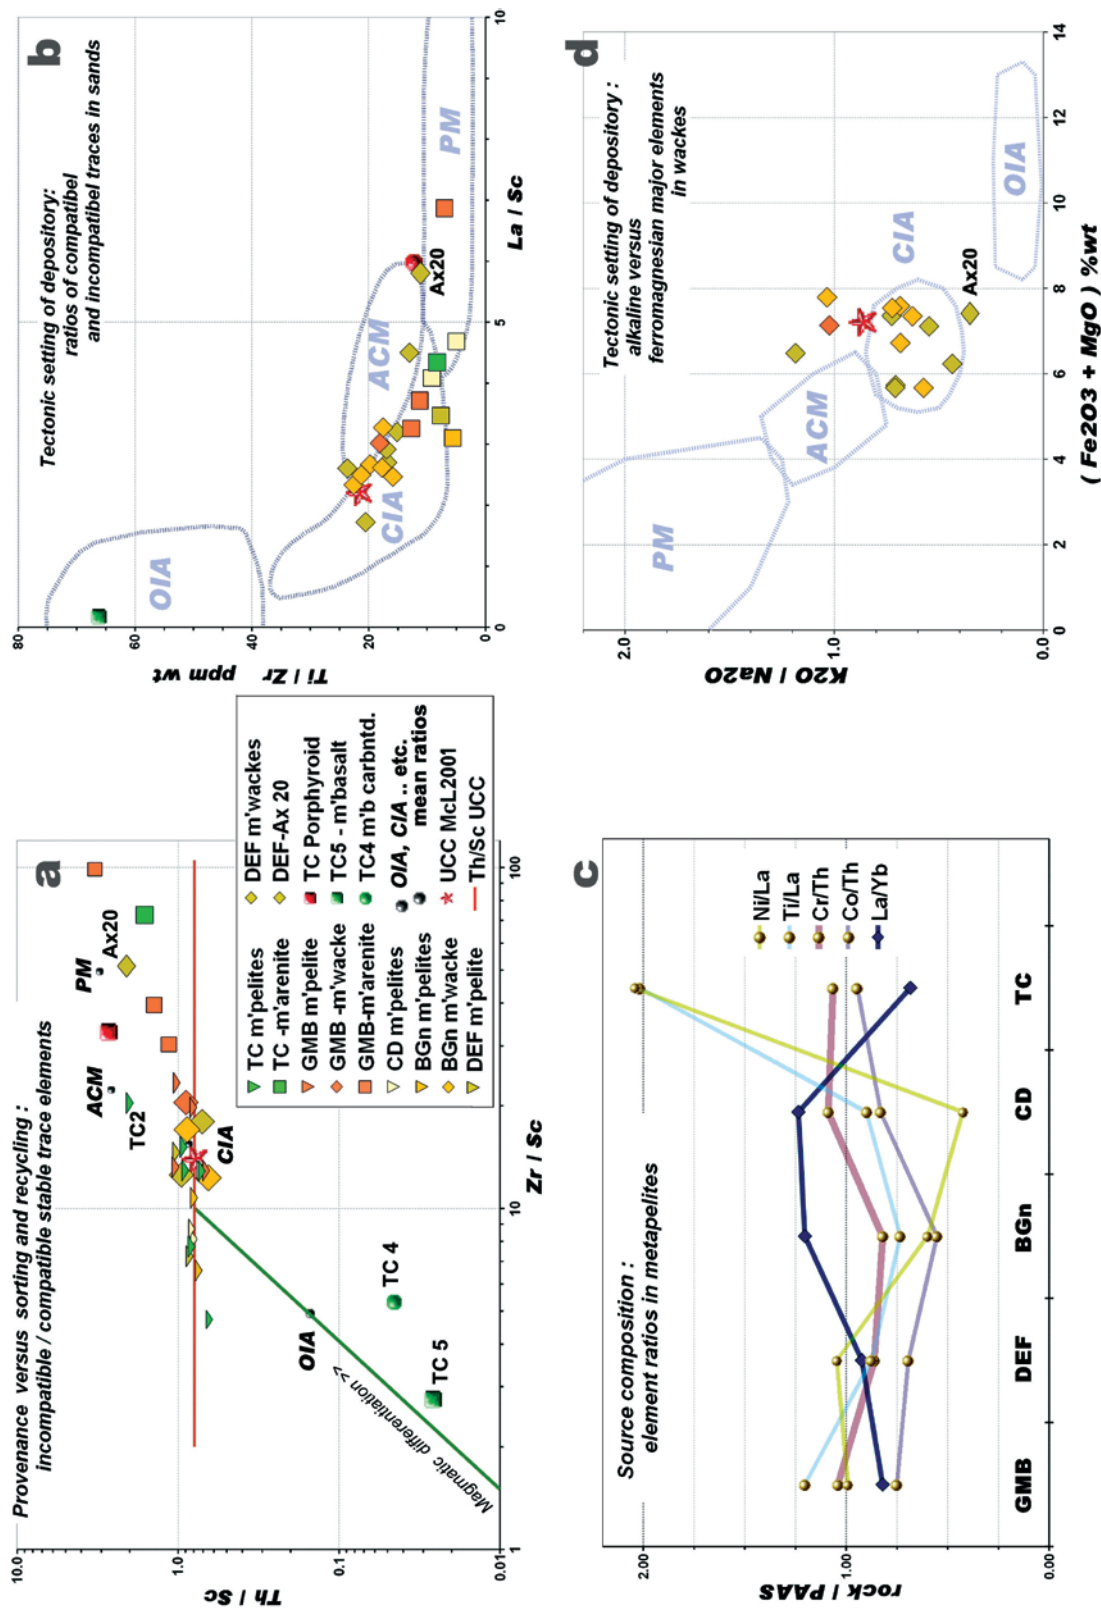 a
Provenance versus sorting and recycling :
incompatible / compatible stable trace elements
10.0
1.0
0.1
0.01
Th / Sc
1
10
100
Zr / Sc
PM
Ax20
ACM
TC2
CIA
OIA
TC 4
TC 5
Magmatic differentiation >>
TC m'pelites
TC -m'arenite
GMB m'pelite
GMB -m'wacke
GMB-m'arenite
CD m'pelites
BGn m'pelites
BGn m'wacke
DEF m'pelite
DEF m'wackes
DEF-Ax 20
TC Porphyroid
TC5 - m'basalt
TC4 m'b carbntd.
OIA, CIA .. etc.
mean ratios
UCC McL2001
Th/Sc UCC
b
Tectonic setting of depository:
ratios of compatibel
and incompatibel traces in sands
80
60
40
20
0
Ti / Zr ppm wt
0
5
10
La / Sc
OIA
CIA
ACM
PM
Ax20
c
Source composition :
element ratios in metapelites
2.00
1.00
0.00
rock / PAAS
GMB
DEF
BGn
CD
TC
Ni/La
Ti/La
Cr/Th
Co/Th
La/Yb
d
Tectonic setting of depository :
alkaline versus
ferromagnesian major elements
in wackes
2.0
1.0
0.0
K2O / Na2O
0
2
4
6
8
10
12
14
( Fe2O3 + MgO ) %wt
PM
ACM
CIA
OIA
Ax20